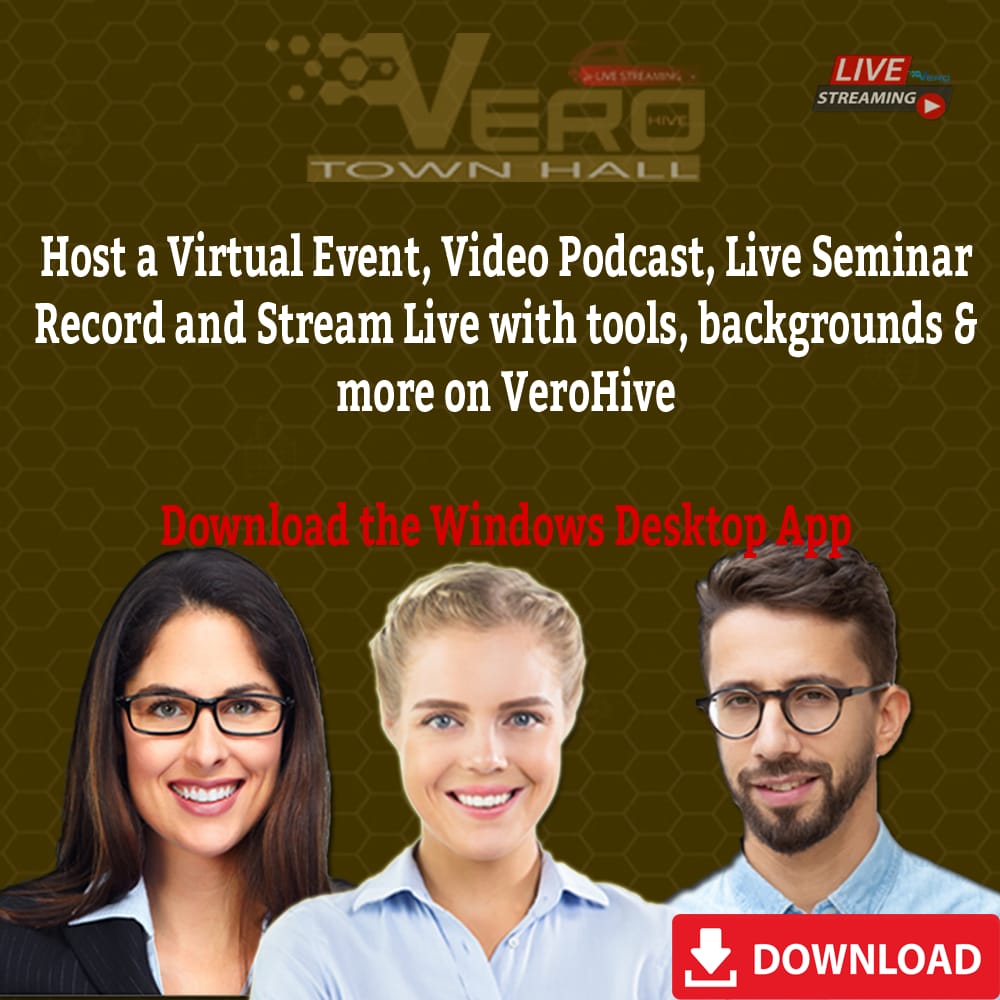 VERO
HIVE
LIVE STREAMING
TOWN HALL
LIVE
VERO
STREAMING
Host a Virtual Event, Video Podcast, Live Seminar
Record and Stream Live with tools, backgrounds &
more on VeroHive
Download the Windows Desktop App
DOWNLOAD